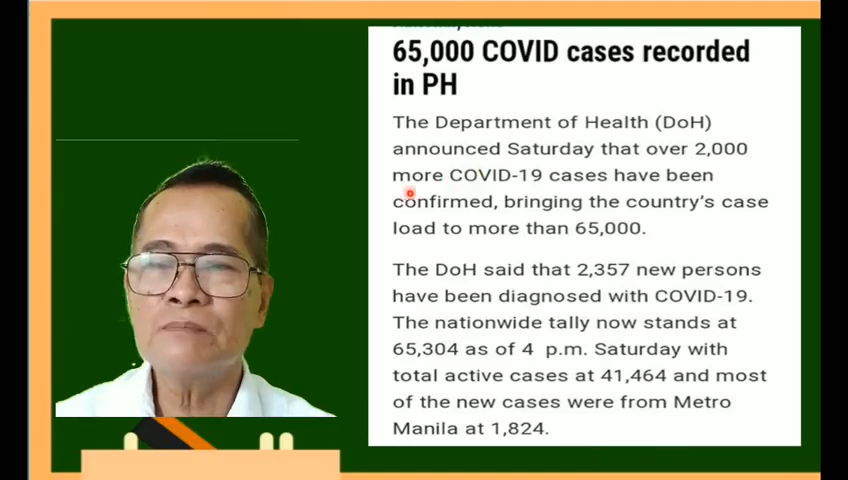 65,000 COVID cases recorded
in PH
The Department of Health (DoH)
announced Saturday that over 2,000
more COVID-19 cases have been
confirmed, bringing the country's case
load to more than 65,000.
The DoH said that 2,357 new persons
have been diagnosed with COVID-19.
The nationwide tally now stands at
65,304 as of 4 p.m. Saturday with
total active cases at 41,464 and most
of the new cases were from Metro
Manila at 1,824.